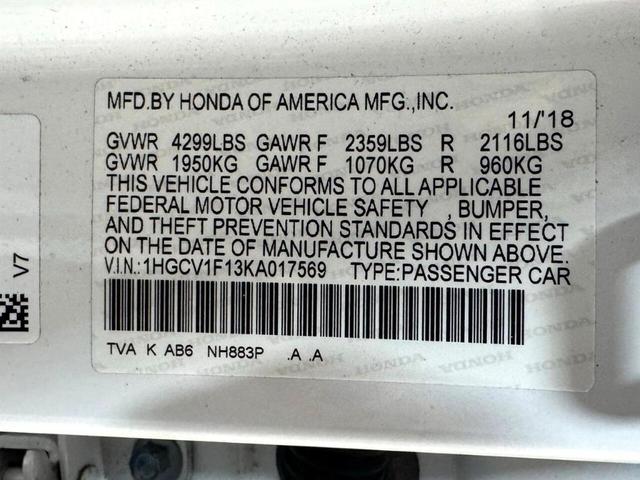 MFD.BY HONDA OF AMERICA MFG.,INC.
11/'18
GVWR 4299LBS GAWR F 2359LBS R 2116LBS
GVWR 1950KG GAWR F 1070KG R 960KG
THIS VEHICLE CONFORMS TO ALL APPLICABLE
FEDERAL MOTOR VEHICLE SAFETY , BUMPER,
AND THEFT PREVENTION STANDARDS IN EFFECT
ON THE DATE OF MANUFACTURE SHOWN ABOVE.
V.I.N.:1HGCV1F13KA017569 TYPE:PASSENGER CAR
TVA K AB6 NH883P .A .A
V7